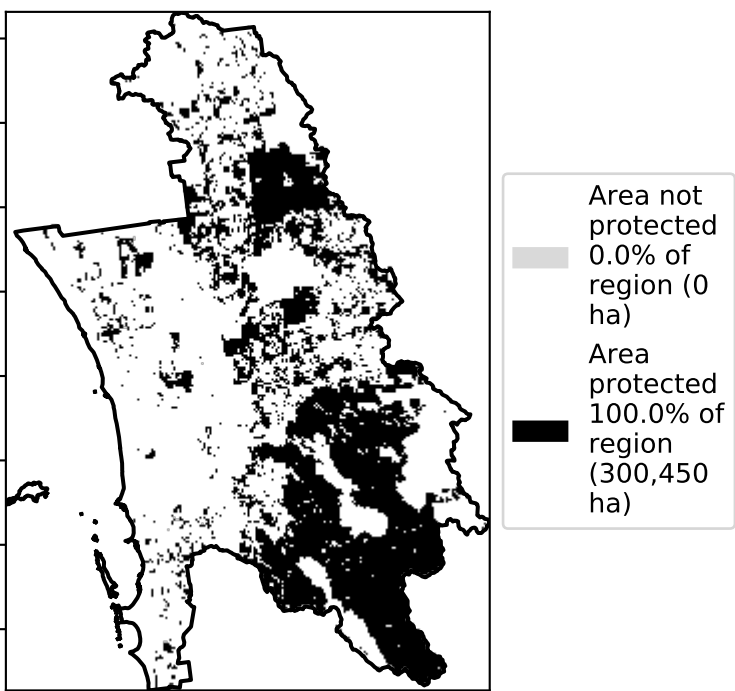 Area not
protected
0.0% of
region (0
ha)
Area
protected
100.0% of
region
(300,450
ha)